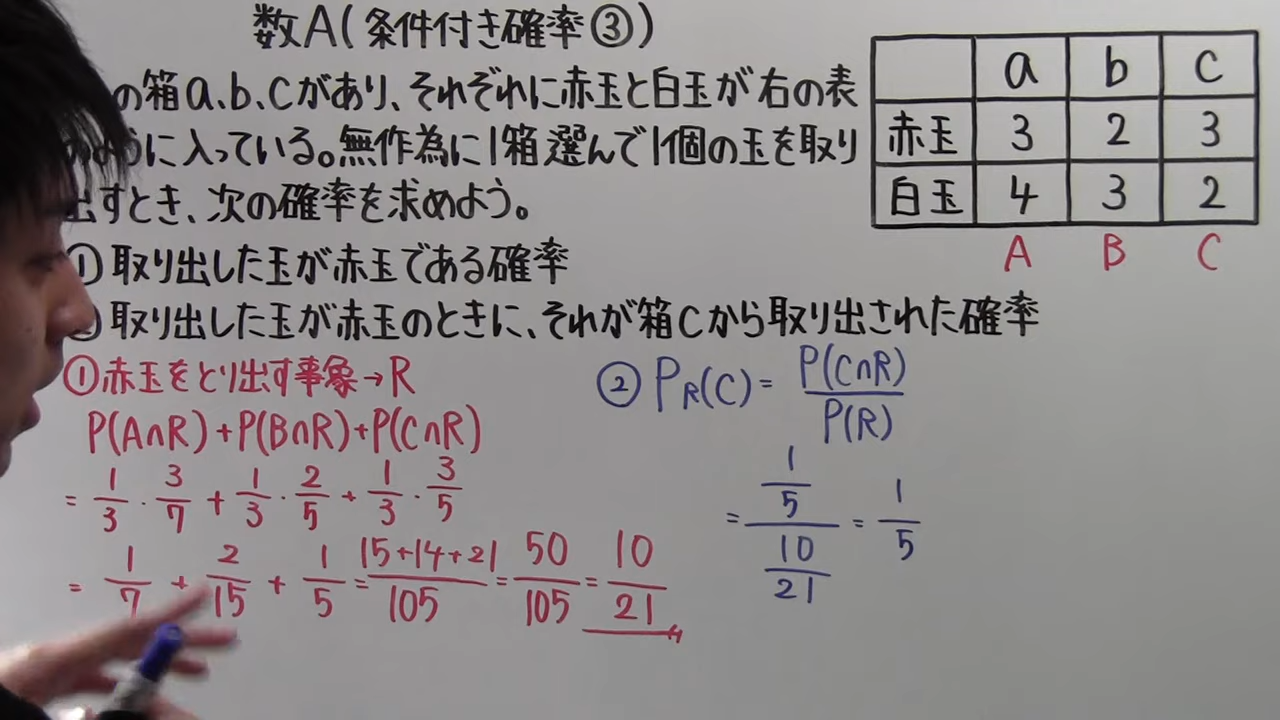 数A(条件付き確率③)
の箱a、b、cがあり、それぞれに赤玉と白玉が右の表
ように入っている。無作為に1箱選んで1個の玉を取り
出すとき、次の確率を求めよう。
① 取り出した玉が赤玉である確率
取り出した玉が赤玉のときに、それが箱cから取り出された確率
a b c
赤玉 3 2 3
白玉 4 3 2
A B C
①赤玉をとり出す事象→R
P(A∩R)+P(B∩R)+P(C∩R)
= 1/3 · 3/7 + 1/3 · 2/5 + 1/3 · 3/5
= 1/7 + 2/15 + 1/5 = 15+14+21/105 = 50/105 = 10/21
② P_R(C) = P(C∩R)/P(R)
= 1/5 / 10/21 = 1/5